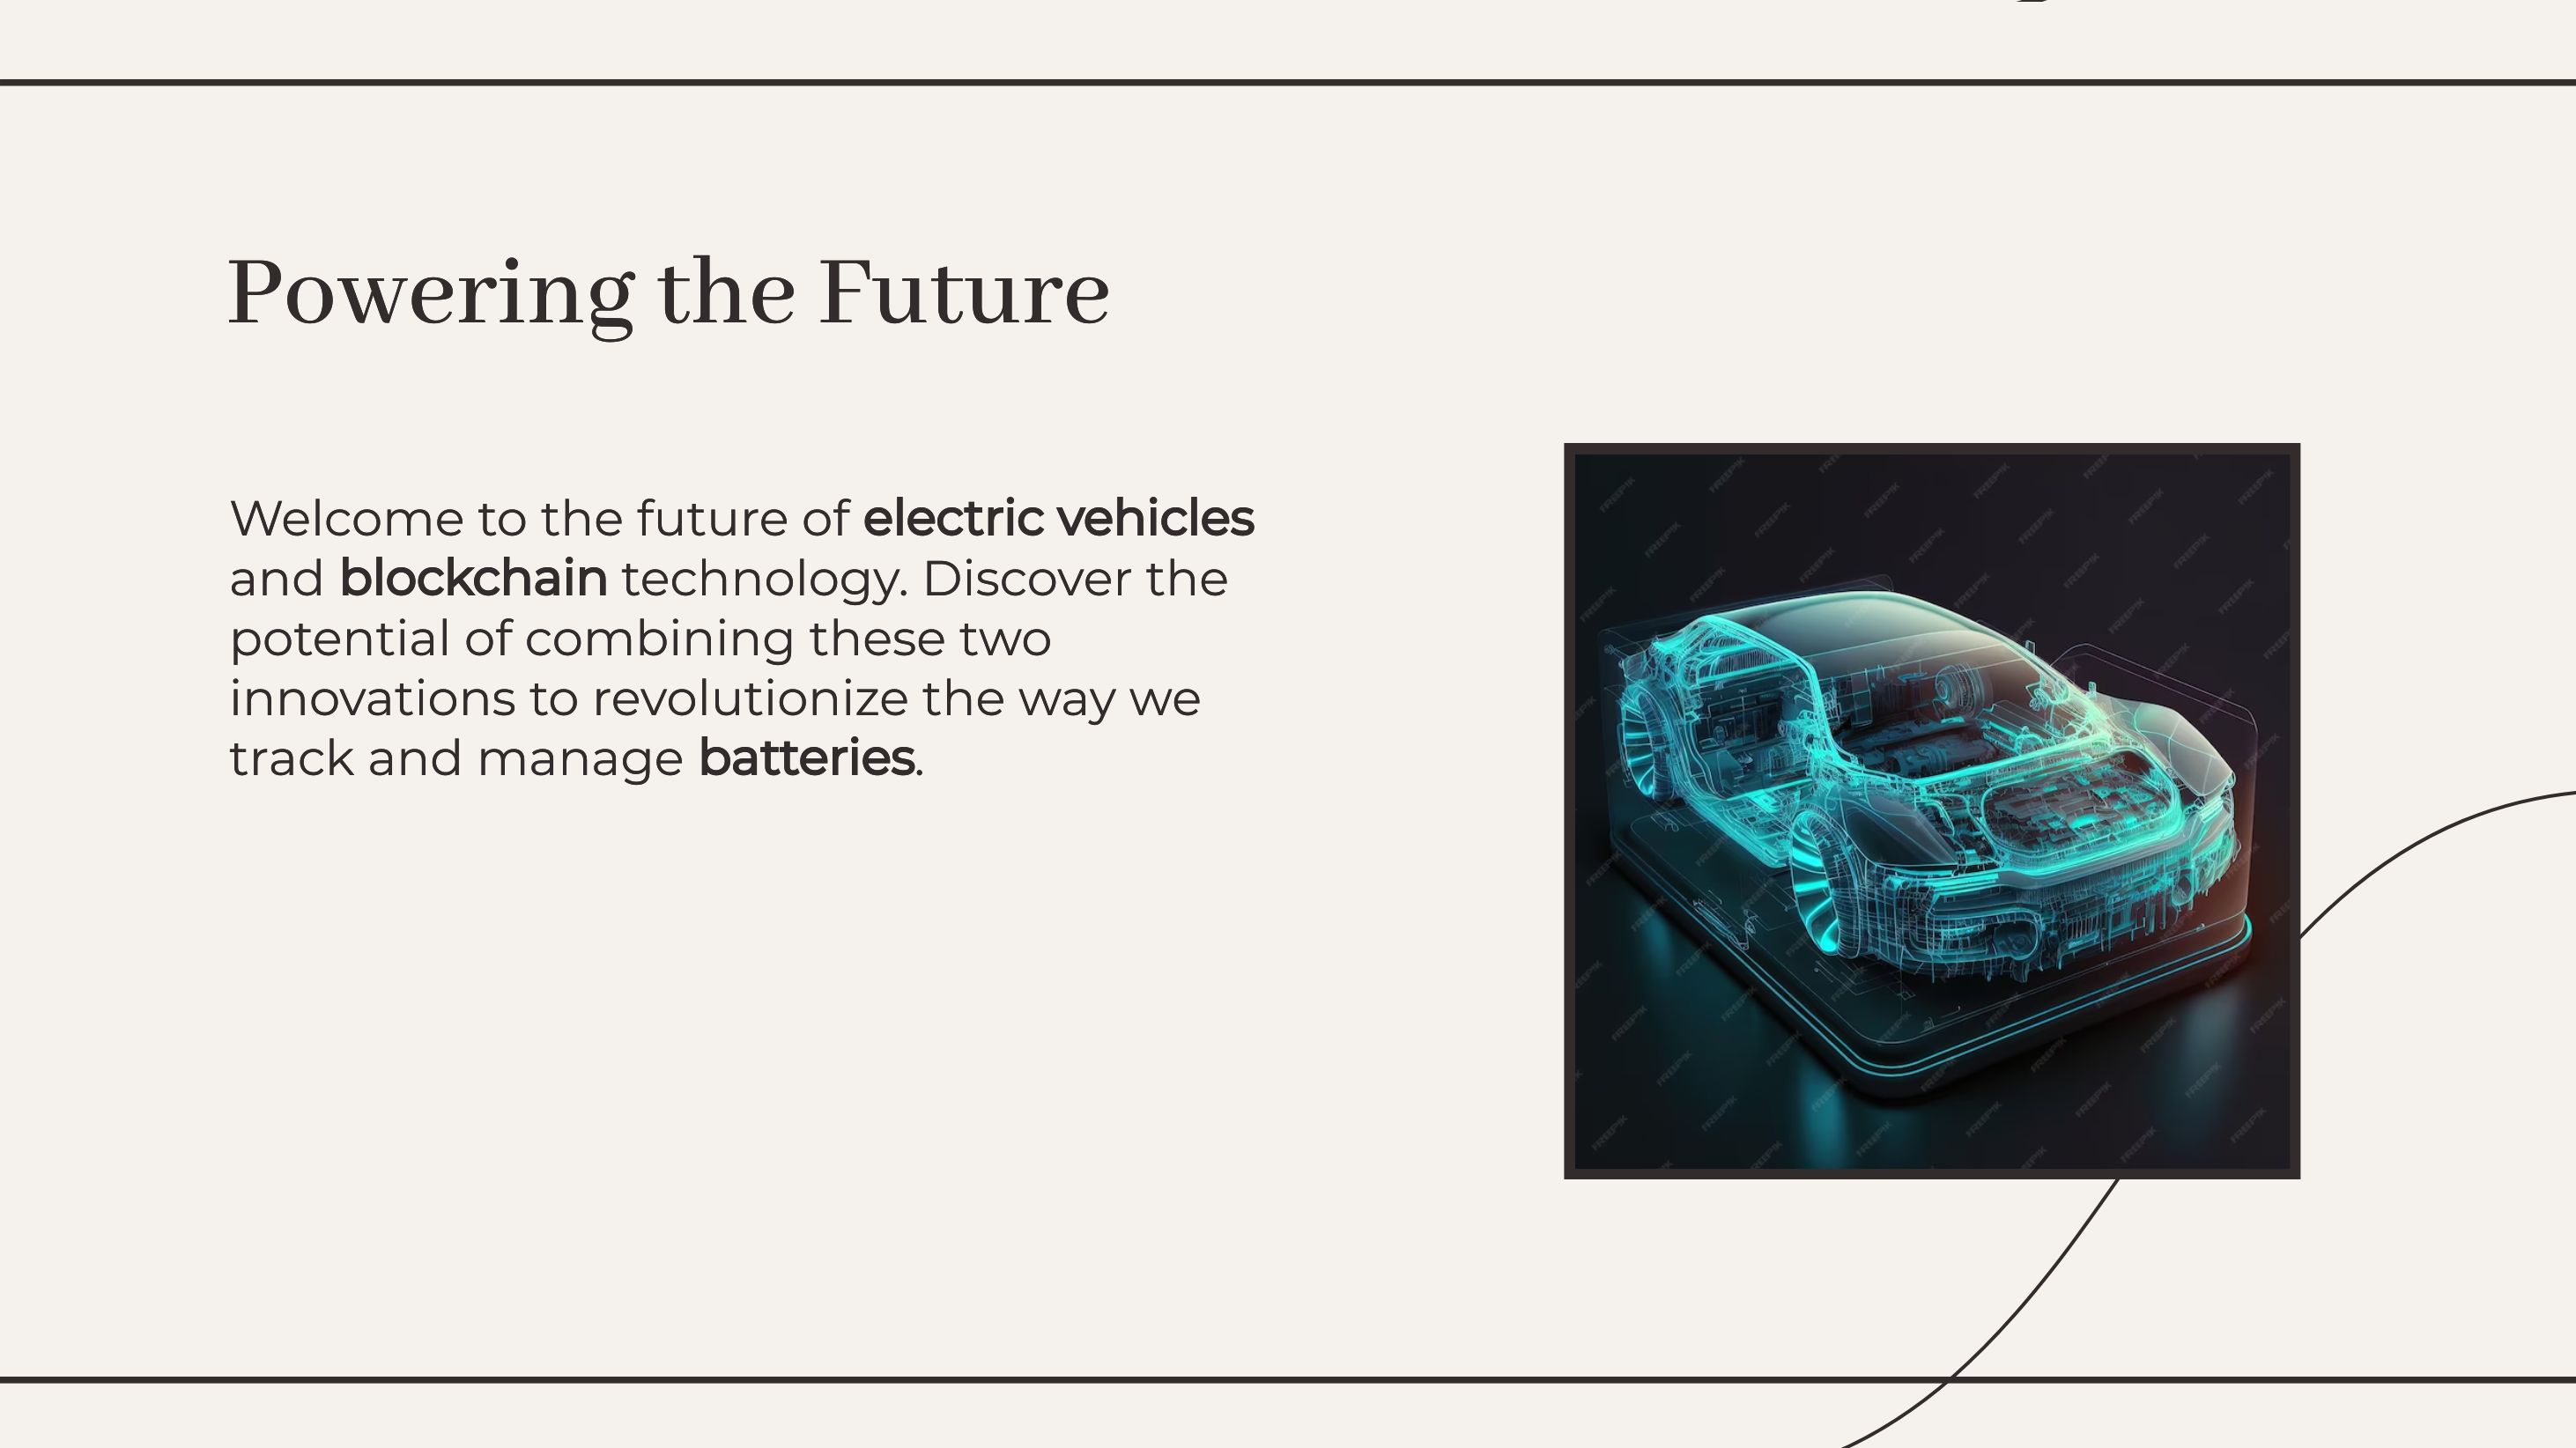 Powering the Future
Welcome to the future of electric vehicles
and blockchain technology. Discover the
potential of combining these two
innovations to revolutionize the way we
track and manage batteries.
FREEPIK